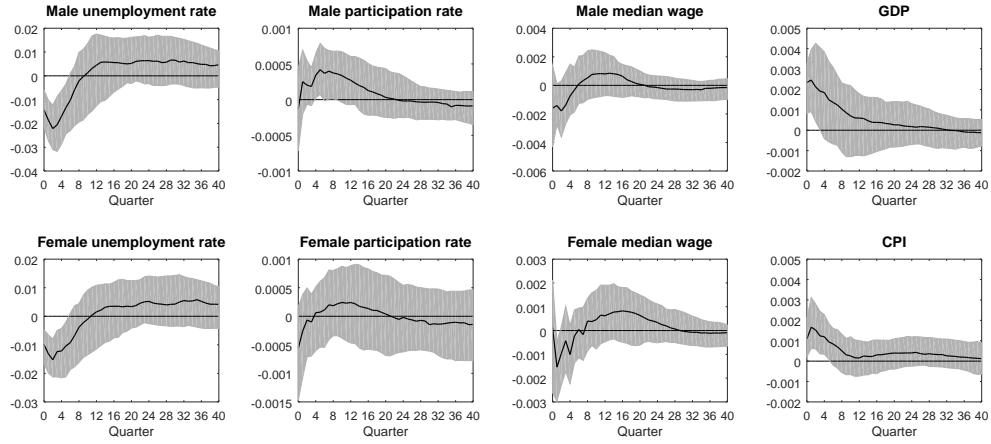 Male unemployment rate
0.02
0.01
0
-0.01
-0.02
-0.03
-0.04
0 4 8 12 16 20 24 28 32 36 40
Quarter
Male participation rate
0.001
0.0005
0
-0.0005
-0.001
0 4 8 12 16 20 24 28 32 36 40
Quarter
Male median wage
0.004
0.002
0
-0.002
-0.004
-0.006
0 4 8 12 16 20 24 28 32 36 40
Quarter
GDP
0.005
0.004
0.003
0.002
0.001
0
-0.001
-0.002
0 4 8 12 16 20 24 28 32 36 40
Quarter
Female unemployment rate
0.02
0.01
0
-0.01
-0.02
-0.03
0 4 8 12 16 20 24 28 32 36 40
Quarter
Female participation rate
0.001
0.0005
0
-0.0005
-0.001
-0.0015
0 4 8 12 16 20 24 28 32 36 40
Quarter
Female median wage
0.003
0.002
0.001
0
-0.001
-0.002
-0.003
0 4 8 12 16 20 24 28 32 36 40
Quarter
CPI
0.005
0.004
0.003
0.002
0.001
0
-0.001
-0.002
0 4 8 12 16 20 24 28 32 36 40
Quarter